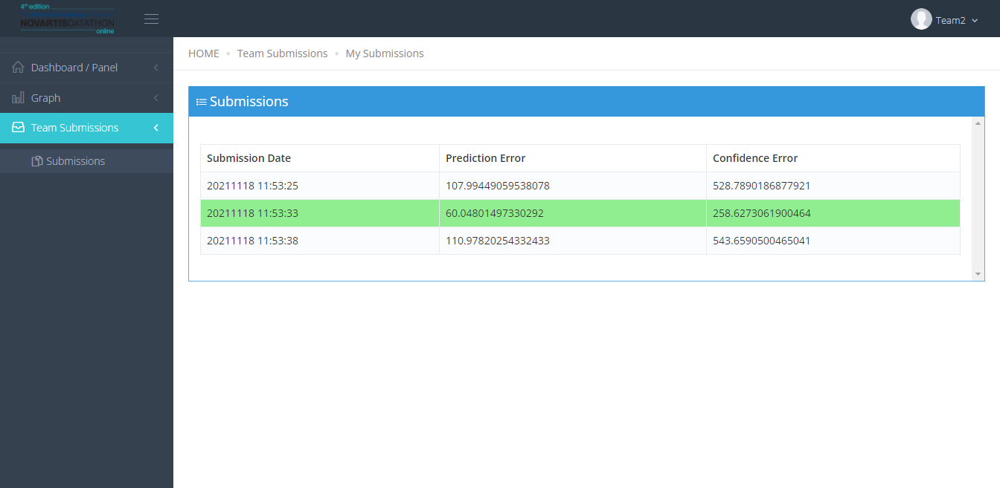 4th edition
NOVARTISDATATHON
online
Team2
HOME • Team Submissions • My Submissions
Dashboard / Panel
Graph
Team Submissions
Submissions
Submissions
Submission Date Prediction Error Confidence Error
20211118 11:53:25 107.99449059538078 528.7890186877921
20211118 11:53:33 60.04801497330292 258.6273061900464
20211118 11:53:38 110.97820254332433 543.6590500465041